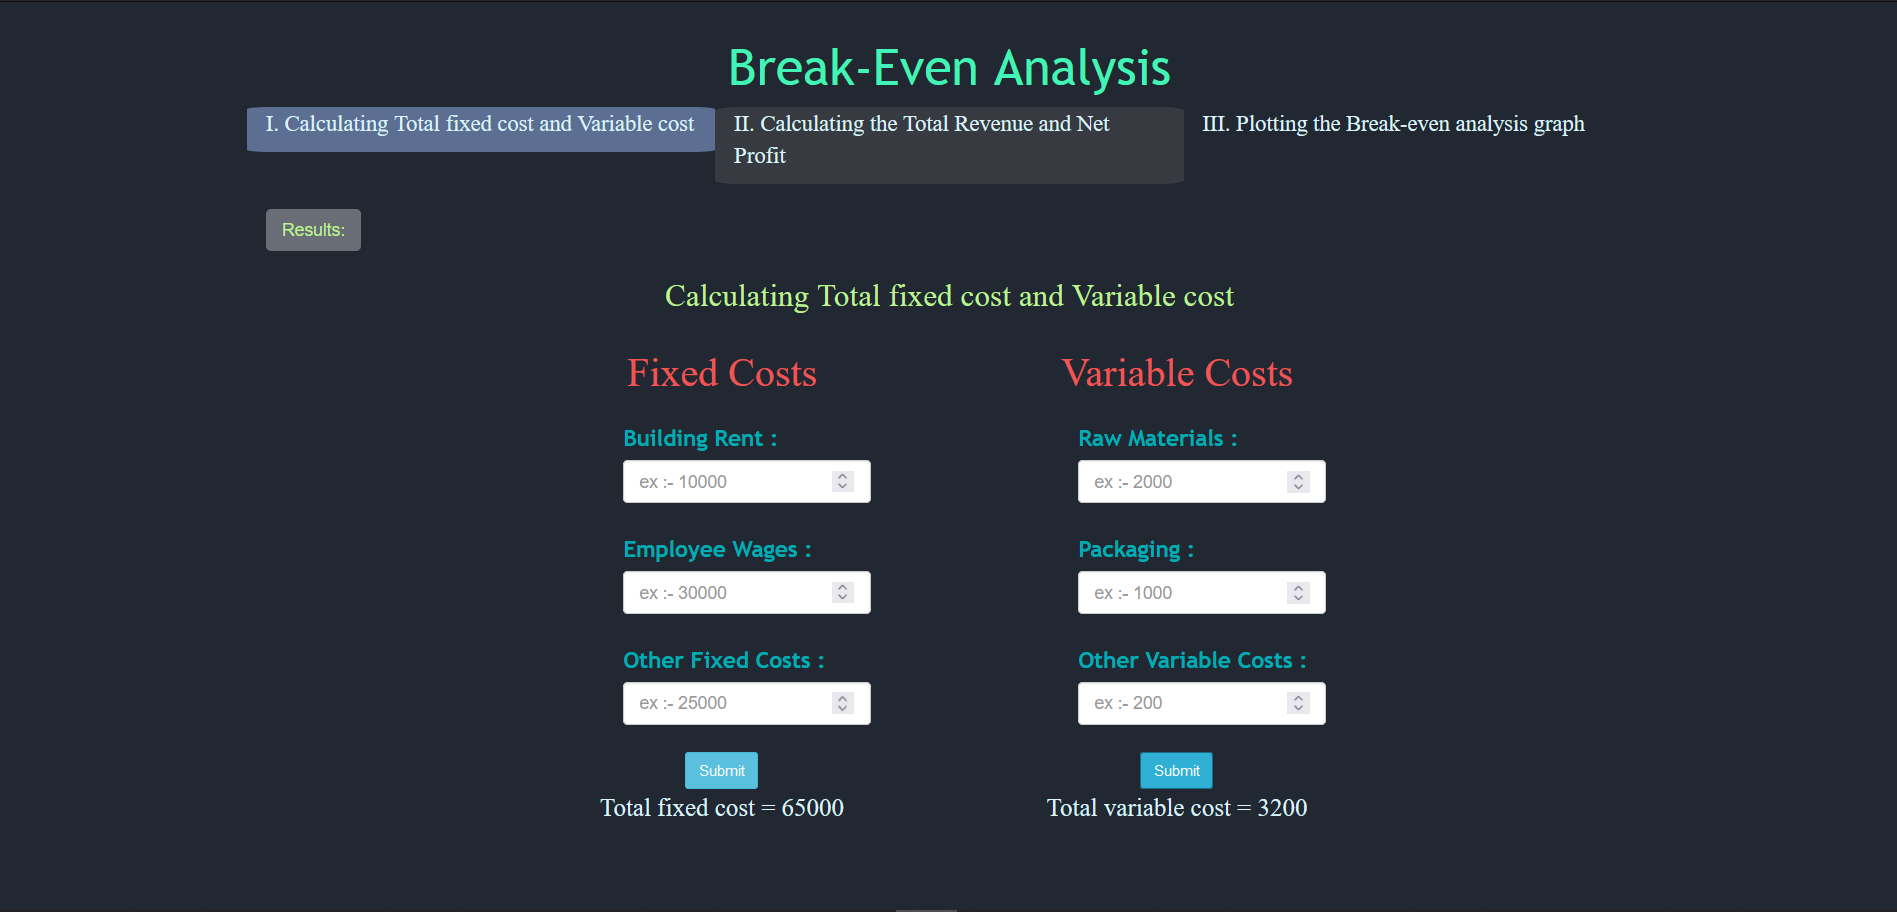 Break-Even Analysis
I. Calculating Total fixed cost and Variable cost
II. Calculating the Total Revenue and Net
Profit
III. Plotting the Break-even analysis graph
Results:
Calculating Total fixed cost and Variable cost
Fixed Costs
Building Rent :
ex :- 10000
Employee Wages :
ex :- 30000
Other Fixed Costs :
ex :- 25000
Submit
Total fixed cost = 65000
Variable Costs
Raw Materials :
ex :- 2000
Packaging :
ex :- 1000
Other Variable Costs :
ex :- 200
Submit
Total variable cost = 3200